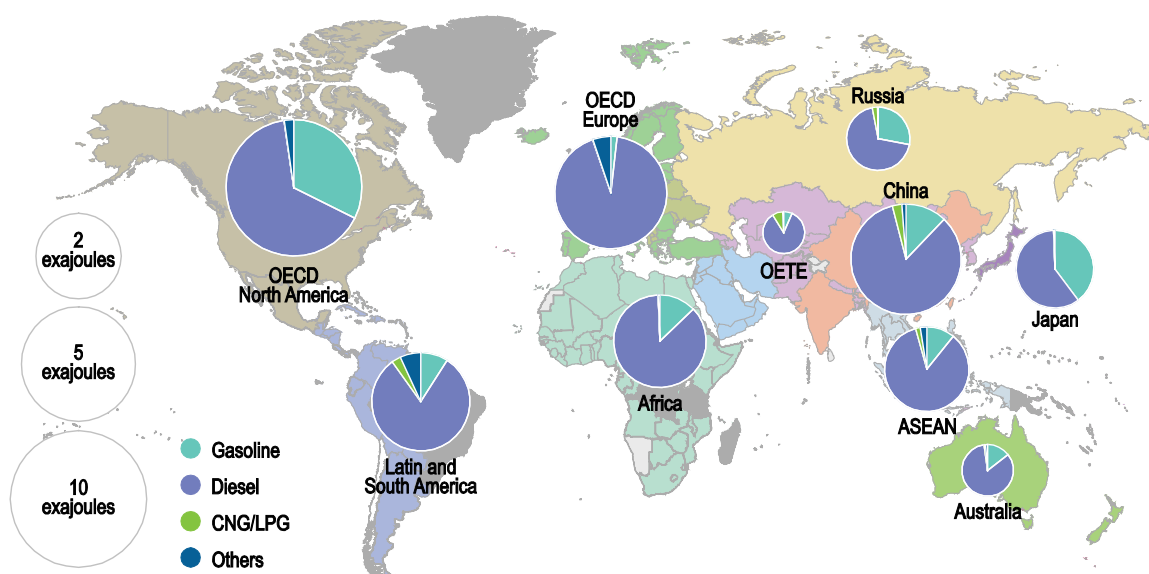 OECD
Europe
Russia
China
2
exajoules
OECD
North America
OETE
5
exajoules
Japan
Africa
ASEAN
Gasoline
Latin and
South America
Diesel
10
exajoules
CNG/LPG
Australia
Others